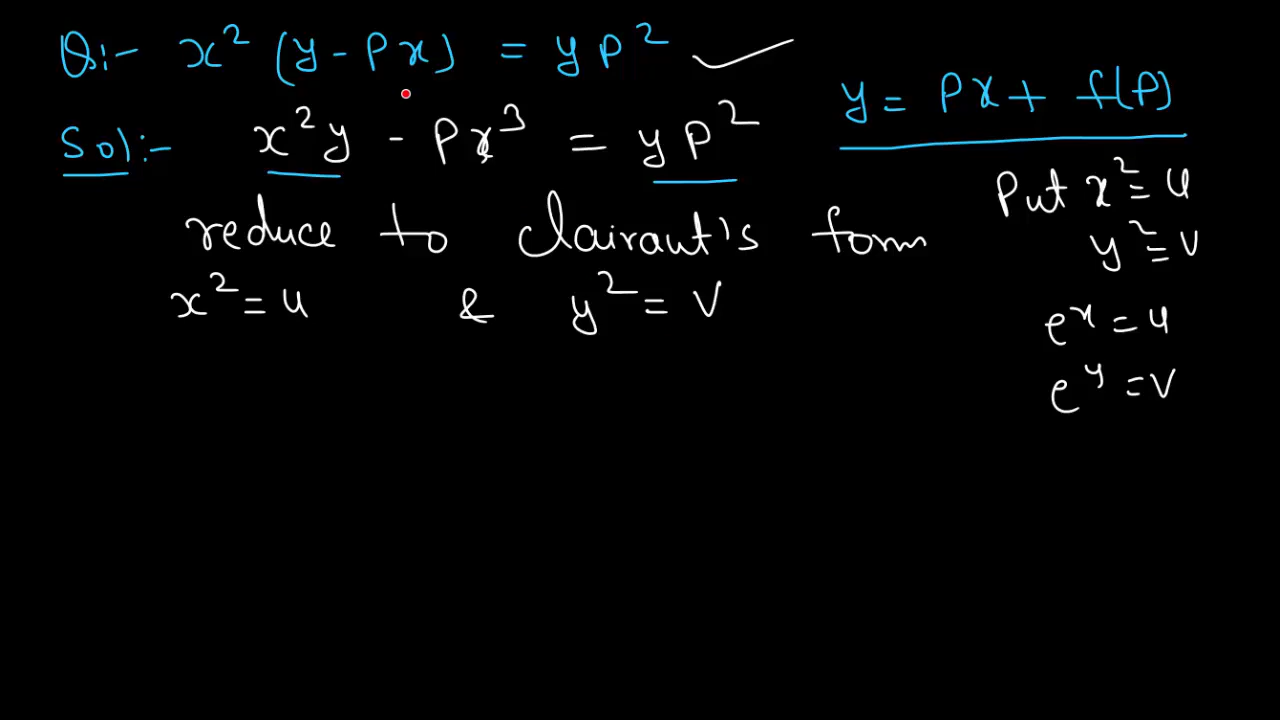 Q:- x² (y - Px) = yP²
y = Px + f(P)
Sol:- x²y - Px³ = yP²
Put x² = u
y² = v
reduce to clairaut's form
x² = u & y² = v
eˣ = u
eʸ = v